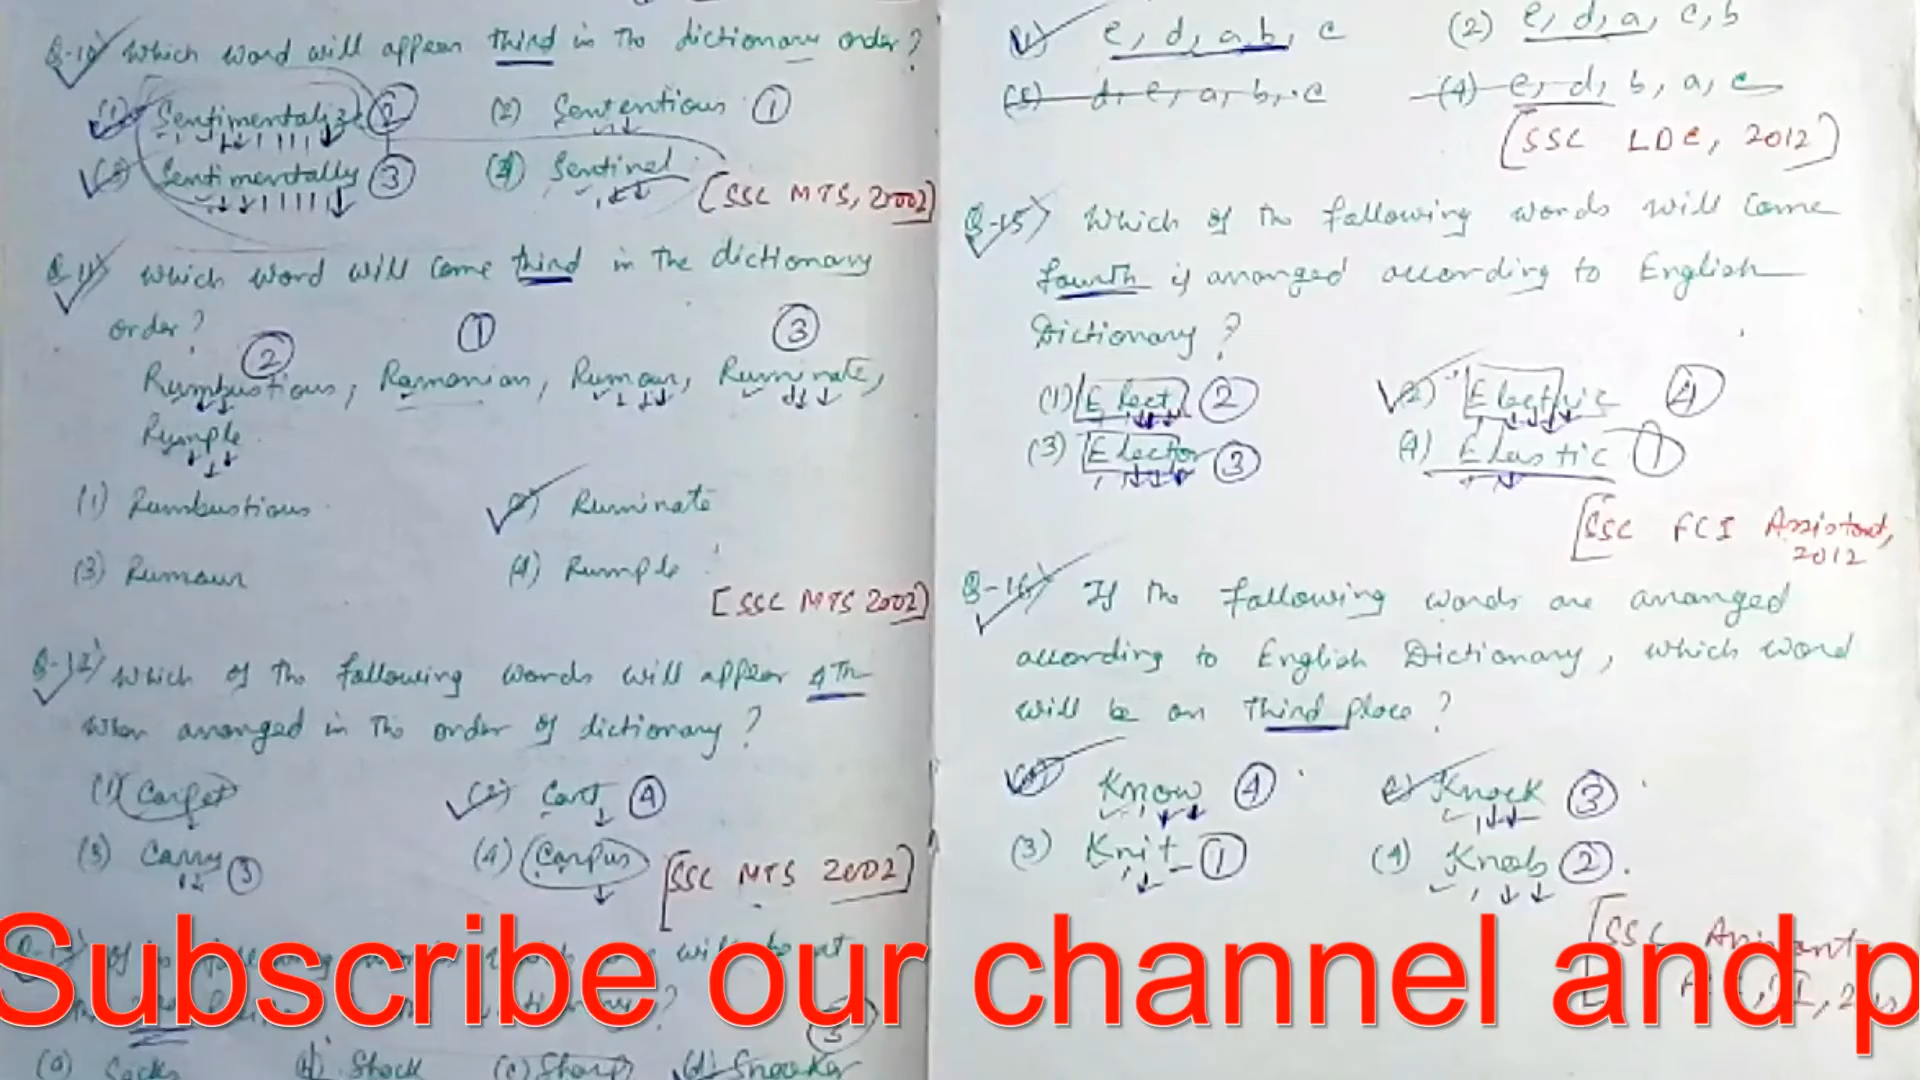 Q-10) Which word will appear third in the dictionary order?
(1) Sentimentalize ② (2) Sententious ①
(3) Sentimentally ③ (4) Sentinel
[SSC MTS, 2002]
Q-11) Which word will come third in the dictionary
order?
② ① ③
Rumbustious, Ramanian, Rumour, Ruminate,
Rumple
(1) Rumbustious (2) Ruminate
(3) Rumour (4) Rumple
[SSC MTS 2002]
Q-12) Which of the following words will appear 4th
when arranged in the order of dictionary?
(1) Carpet (2) Cart ④
(3) Carry ③ (4) Carpus
[SSC MTS 2002]
(a) (b) Shock (c) Sharp (d)
(1) e, d, a, b, c (2) e, d, a, c, b
(3) d, e, a, b, c (4) e, d, b, a, c
[SSC LDC, 2012]
Q-15) Which of the following words will come
fourth if arranged according to English
Dictionary?
(1) Elect ② (2) Electric ④
(3) Elector ③ (4) Elastic ①
[SSC FCI Assistant,
2012
Q-16) If the following words are arranged
according to English Dictionary, which word
will be on third place?
(1) Know ④ (2) Knock ③
(3) Knit ① (4) Knob ②.
[SSC
Subscribe our channel and p